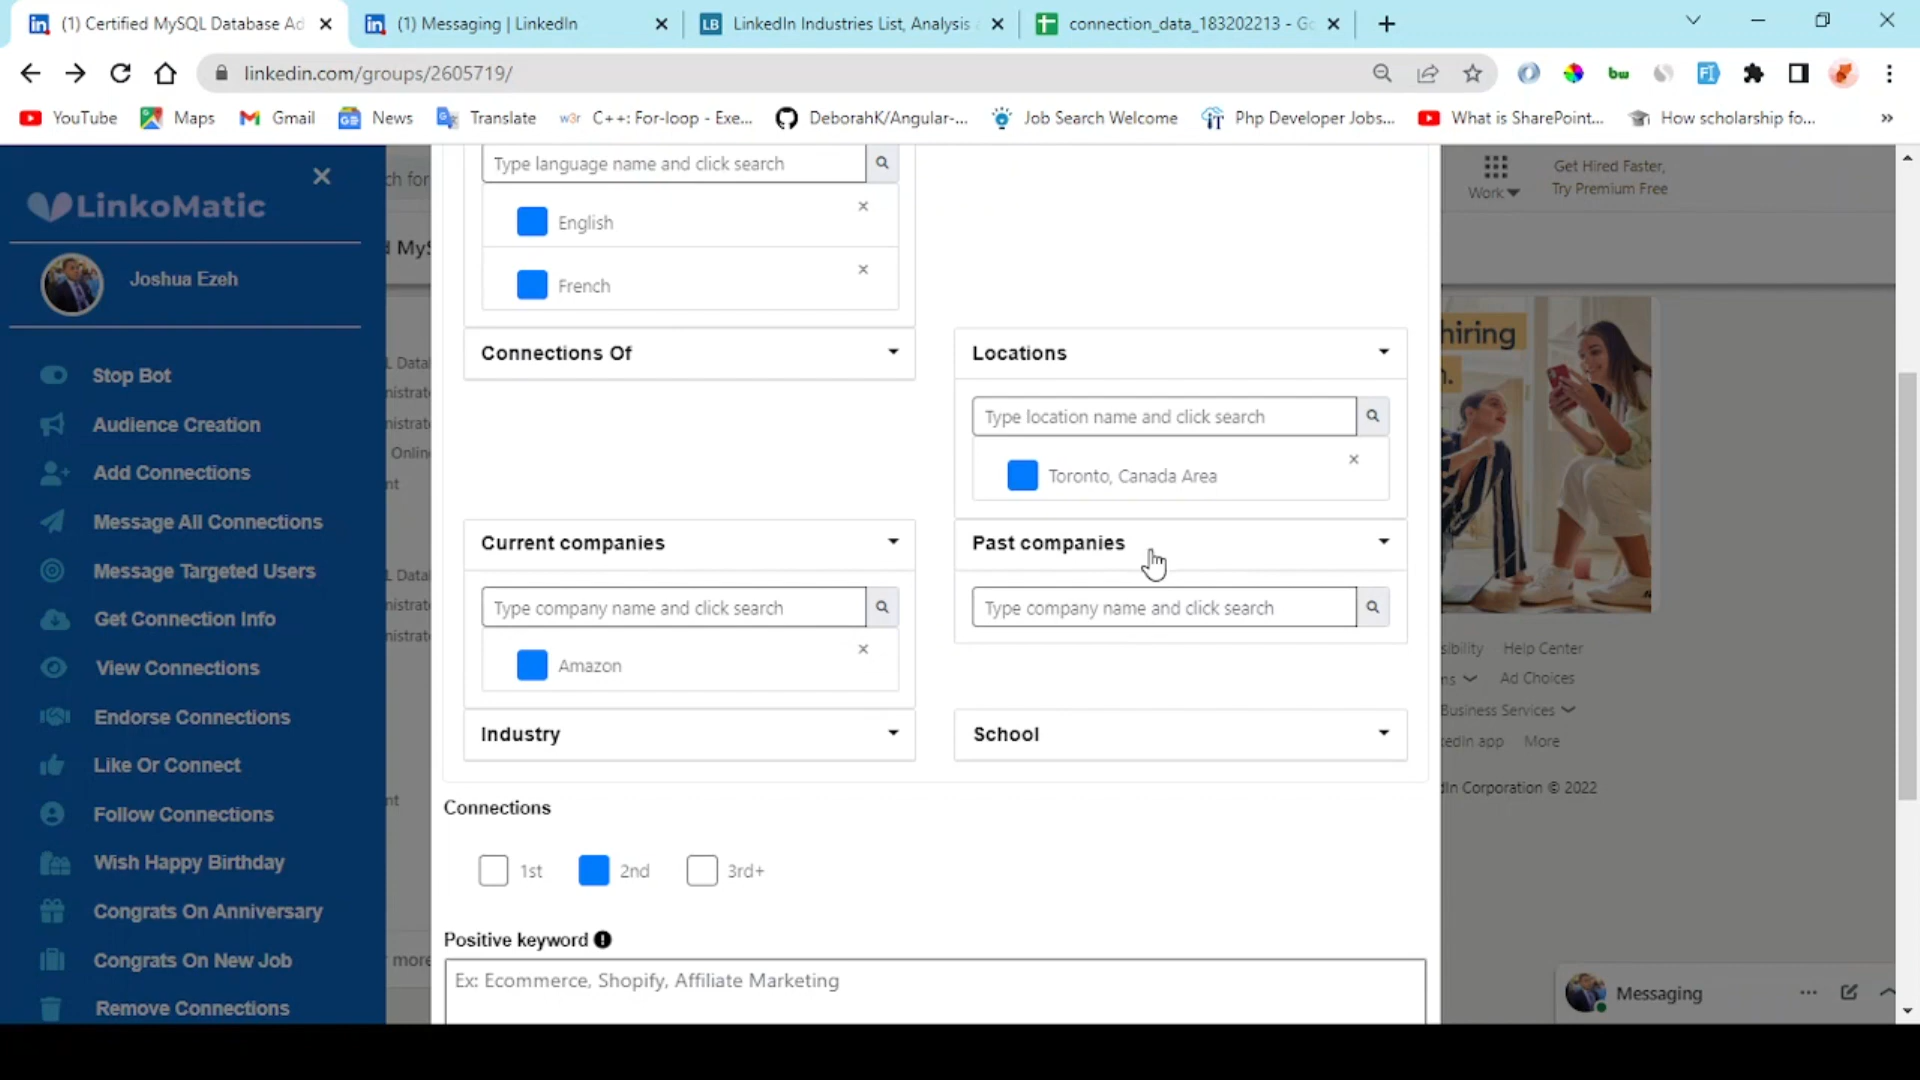 (1) Certified MySQL Database Ad
(1) Messaging | LinkedIn
LinkedIn Industries List, Analysis
connection_data_183202213 - Go
linkedin.com/groups/2605719/
YouTube
Maps
Gmail
News
Translate
C++: For-loop - Exe...
DeborahK/Angular-...
Job Search Welcome
Php Developer Jobs...
What is SharePoint...
How scholarship fo...
»
LinkoMatic
Joshua Ezeh
Stop Bot
Audience Creation
Add Connections
Message All Connections
Message Targeted Users
Get Connection Info
View Connections
Endorse Connections
Like Or Connect
Follow Connections
Wish Happy Birthday
Congrats On Anniversary
Congrats On New Job
Remove Connections
ch for
Type language name and click search
English
French
Connections Of
Locations
Type location name and click search
Toronto, Canada Area
Current companies
Past companies
Type company name and click search
Type company name and click search
Amazon
Industry
School
Connections
1st
2nd
3rd+
Positive keyword
Ex: Ecommerce, Shopify, Affiliate Marketing
Work
Get Hired Faster,
Try Premium Free
hiring
Help Center
Ad Choices
Business Services
More
In Corporation © 2022
Messaging